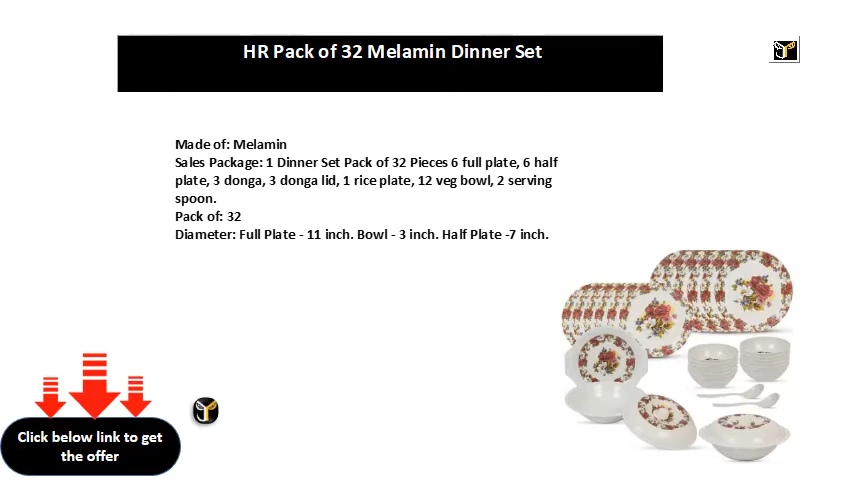 HR Pack of 32 Melamin Dinner Set
Made of: Melamin
Sales Package: 1 Dinner Set Pack of 32 Pieces 6 full plate, 6 half
plate, 3 donga, 3 donga lid, 1 rice plate, 12 veg bowl, 2 serving
spoon.
Pack of: 32
Diameter: Full Plate - 11 inch. Bowl - 3 inch. Half Plate -7 inch.
Click below link to get
the offer